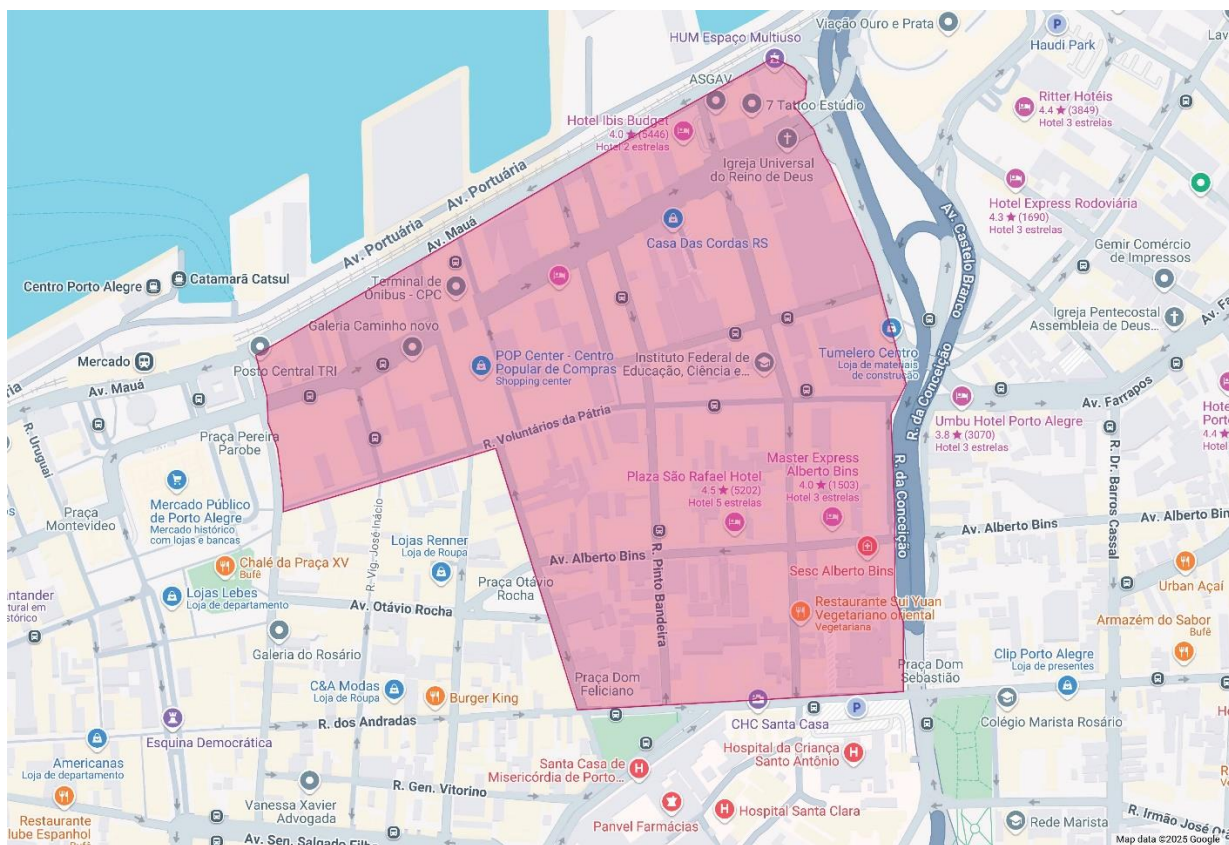 Viação Ouro e Prata
HUM Espaço Multiuso
Haudi Park
P
ASGAV
7 Tattoo Estúdio
Hotel Ibis Budget
4.0 ★ (5446)
Hotel 2 estrelas
Ritter Hotéis
4.4 ★ (3849)
Hotel 3 estrelas
Igreja Universal
do Reino de Deus
Hotel Express Rodoviária
4.3 ★ (1690)
Hotel 3 estrelas
Av. Portuária
Av. Portuária
Av. Mauá
Casa Das Cordas RS
Av. Castelo Branco
Gemir Comércio
de Impressos
Centro Porto Alegre
Catamarã Catsul
Terminal de
Ônibus - CPC
Igreja Pentecostal
Assembleia de Deus...
Galeria Caminho novo
Mercado
Posto Central TRI
POP Center - Centro
Popular de Compras
Shopping center
Instituto Federal de
Educação, Ciência e...
Tumelero Centro
Loja de materiais
de construção
Av. Mauá
R. da Conceição
Av. Farrapos
Umbu Hotel Porto Alegre
3.8 ★ (3070)
Hotel 3 estrelas
R. Uruguai
Praça Pereira
Parobe
R. Voluntários da Pátria
R. da Conceição
R. Dr. Barros Cassal
Plaza São Rafael Hotel
4.5 ★ (5202)
Hotel 5 estrelas
Master Express
Alberto Bins
4.0 ★ (1503)
Hotel 3 estrelas
Mercado Público
de Porto Alegre
Mercado histórico
com lojas e bancas
Praça
Montevideo
R. Vig. José Inácio
Lojas Renner
Loja de Roupa
R. da Conceição
Av. Alberto Bins
Av. Alberto Bins
Av. Alberto Bins
Chalé da Praça XV
Bufê
Praça Otávio
Rocha
R. Pinto Bandeira
Sesc Alberto Bins
Urban Açaí
Lojas Lebes
Loja de departamento
Av. Otávio Rocha
Restaurante Sui Yuan
Vegetariano oriental
Vegetariana
Armazém do Sabor
Bufê
Galeria do Rosário
Clip Porto Alegre
Loja de presentes
Praça Dom
Sebastião
Praça Dom
Feliciano
C&A Modas
Loja de Roupa
Burger King
CHC Santa Casa
P
Colégio Marista Rosário
R. dos Andradas
Esquina Democrática
Hospital da Criança
Santo Antônio
Americanas
Loja de departamento
Santa Casa de
Misericórdia de Porto...
R. Gen. Vitorino
Vanessa Xavier
Advogada
Hospital Santa Clara
Panvel Farmácias
Restaurante
Bufê
Rede Marista
Av. Sen. Salgado
Map data ©2025 Google